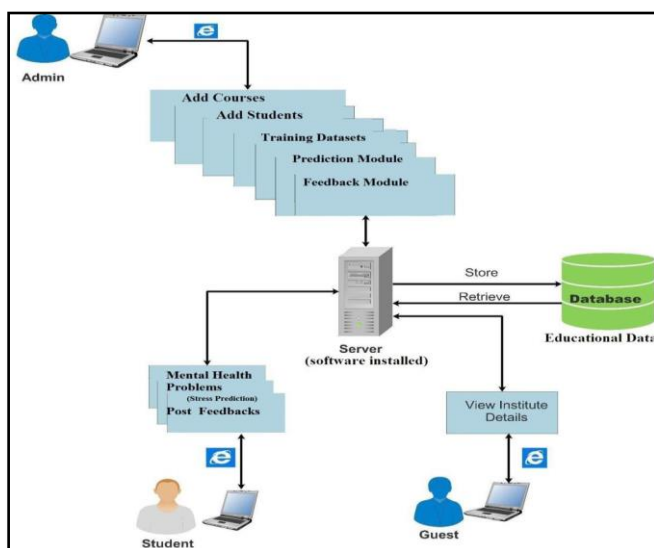 Admin
Add Courses
Add Students
Training Datasets
Prediction Module
Feedback Module
Store
Retrieve
Database
Educational Data
Server
(software installed)
Mental Health
Problems
(Stress Prediction)
Post Feedbacks
View Institute
Details
Student
Guest